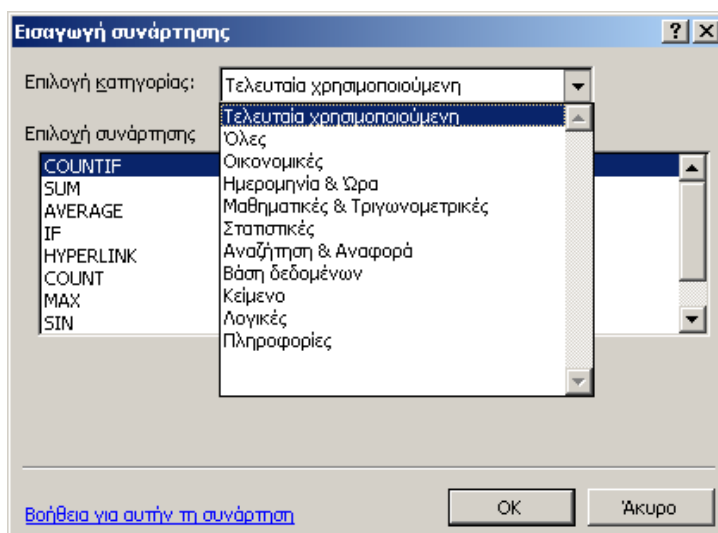 Εισαγωγή συνάρτησης
Επιλογή κατηγορίας: Τελευταία χρησιμοποιούμενη
Τελευταία χρησιμοποιούμενη
Όλες
Οικονομικές
Ημερομηνία & Ώρα
Μαθηματικές & Τριγωνομετρικές
Στατιστικές
Αναζήτηση & Αναφορά
Βάση δεδομένων
Κείμενο
Λογικές
Πληροφορίες
Επιλοχή συνάρτησης
COUNTIF
SUM
AVERAGE
IF
HYPERLINK
COUNT
MAX
SIN
Βοήθεια για αυτήν τη συνάρτηση
OK
Άκυρο